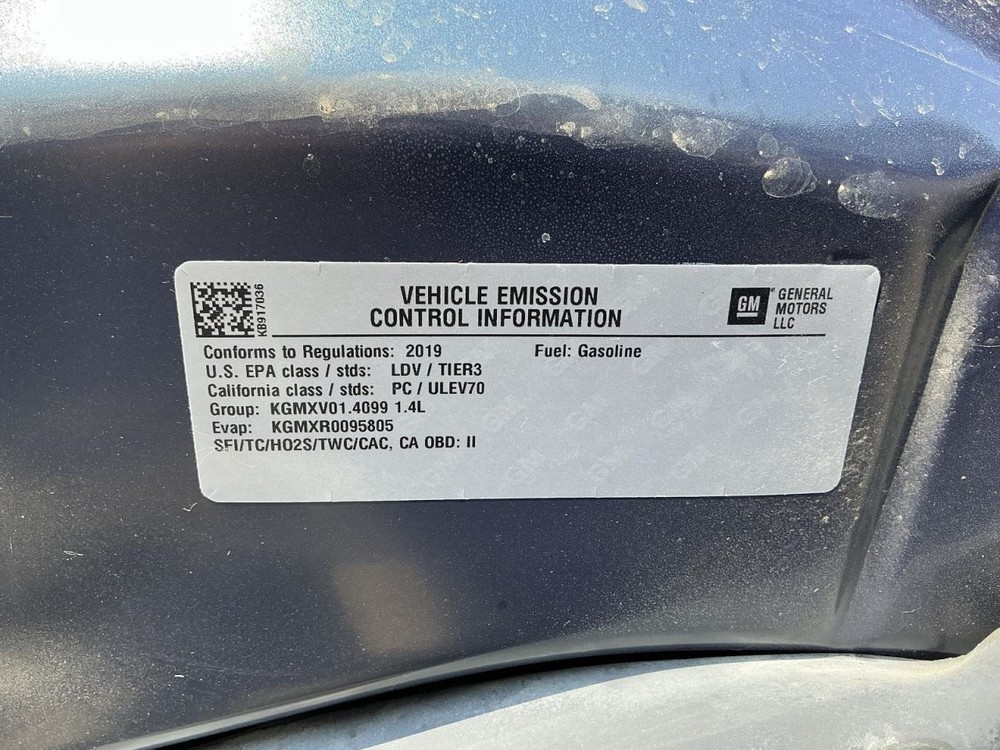 KB917036
VEHICLE EMISSION
CONTROL INFORMATION
GM
GENERAL
MOTORS
LLC
Conforms to Regulations: 2019 Fuel: Gasoline
U.S. EPA class / stds: LDV / TIER3
California class / stds: PC / ULEV70
Group: KGMXV01.4099 1.4L
Evap: KGMXR0095805
SFI/TC/HO2S/TWC/CAC, CA OBD: II